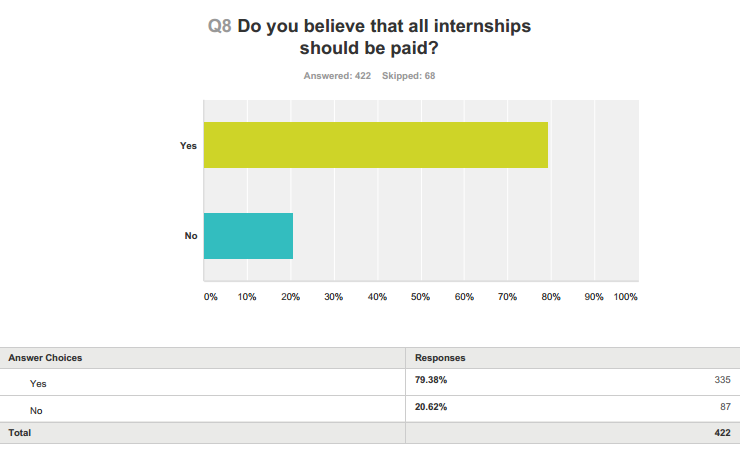 Q8 Do you believe that all internships
should be paid?
Answered: 422 Skipped: 68
Yes
No
0% 10% 20% 30% 40% 50% 60% 70% 80% 90% 100%
Answer Choices Responses
Yes 79.38% 335
No 20.62% 87
Total 422